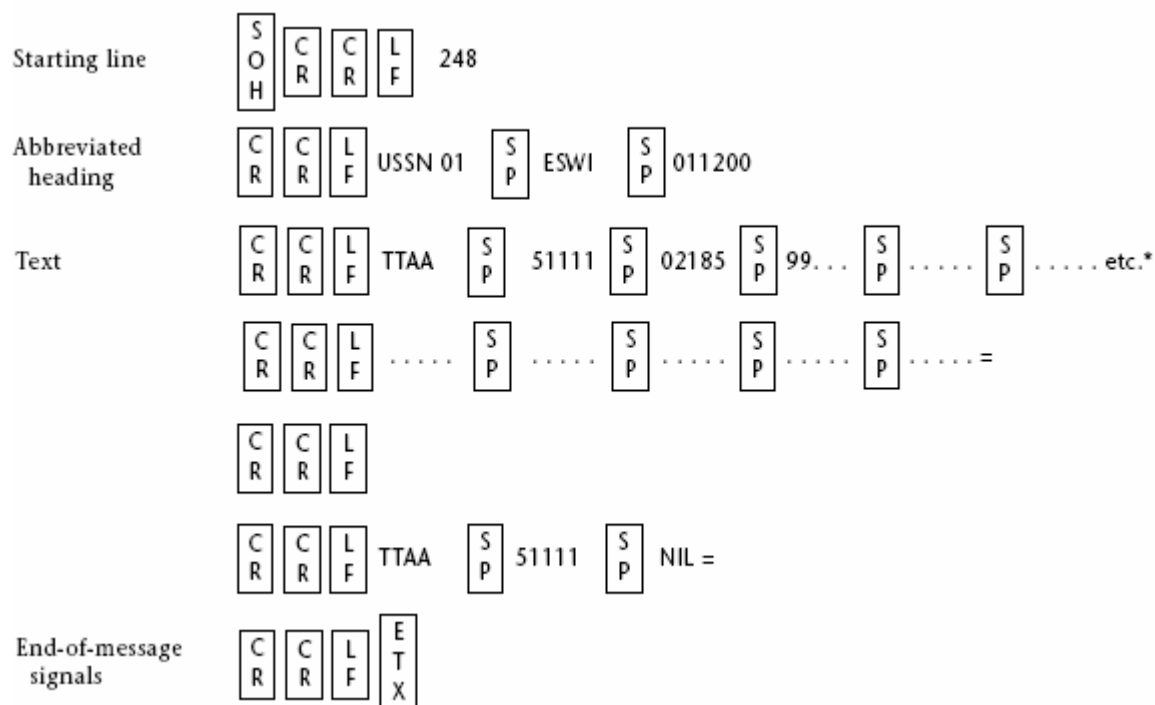 Starting line SOH CR CR LF 248
Abbreviated
heading CR CR LF USSN 01 SP ESWI SP 011200
Text CR CR LF TTAA SP 51111 SP 02185 SP 99. . . SP . . . . . SP . . . . . etc.*
CR CR LF . . . . . SP . . . . . SP . . . . . SP . . . . . SP . . . . . =
CR CR LF
CR CR LF TTAA SP 51111 SP NIL =
End-of-message
signals CR CR LF ETX